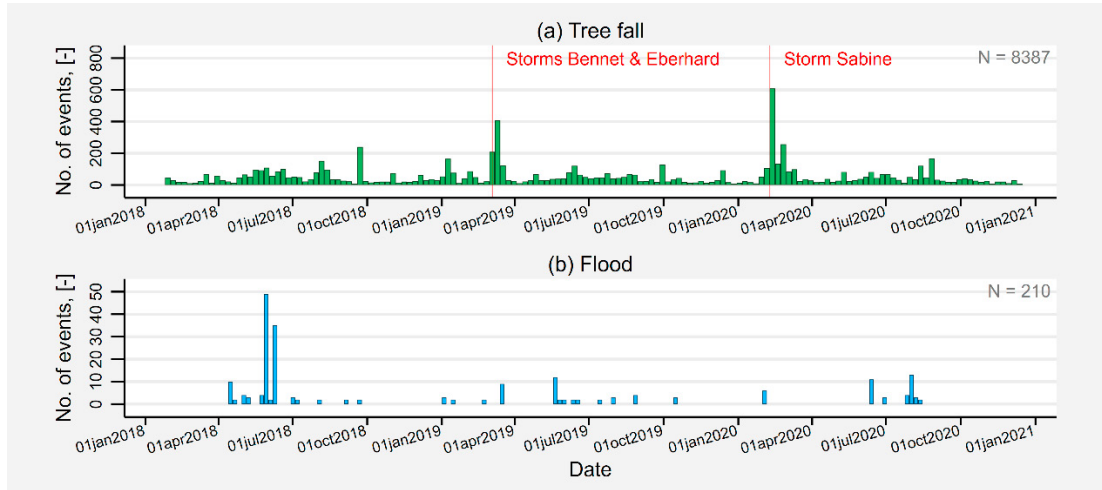 (a) Tree fall
Storms Bennet & Eberhard
Storm Sabine
N = 8387
No. of events, [-]
800
600
400
200
0
01jan2018
01apr2018
01jul2018
01oct2018
01jan2019
01apr2019
01jul2019
01oct2019
01jan2020
01apr2020
01jul2020
01oct2020
01jan2021
(b) Flood
N = 210
No. of events, [-]
50
40
30
20
10
0
01jan2018
01apr2018
01jul2018
01oct2018
01jan2019
01apr2019
01jul2019
01oct2019
01jan2020
01apr2020
01jul2020
01oct2020
01jan2021
Date